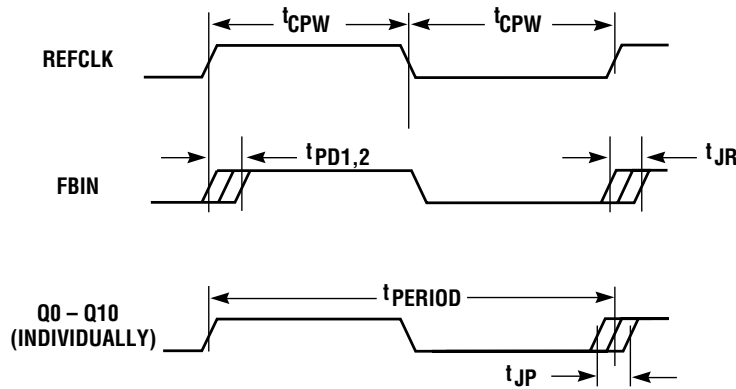 tCPW tCPW
REFCLK
tPD1,2 tJR
FBIN
tPERIOD
Q0 – Q10
(INDIVIDUALLY)
tJP